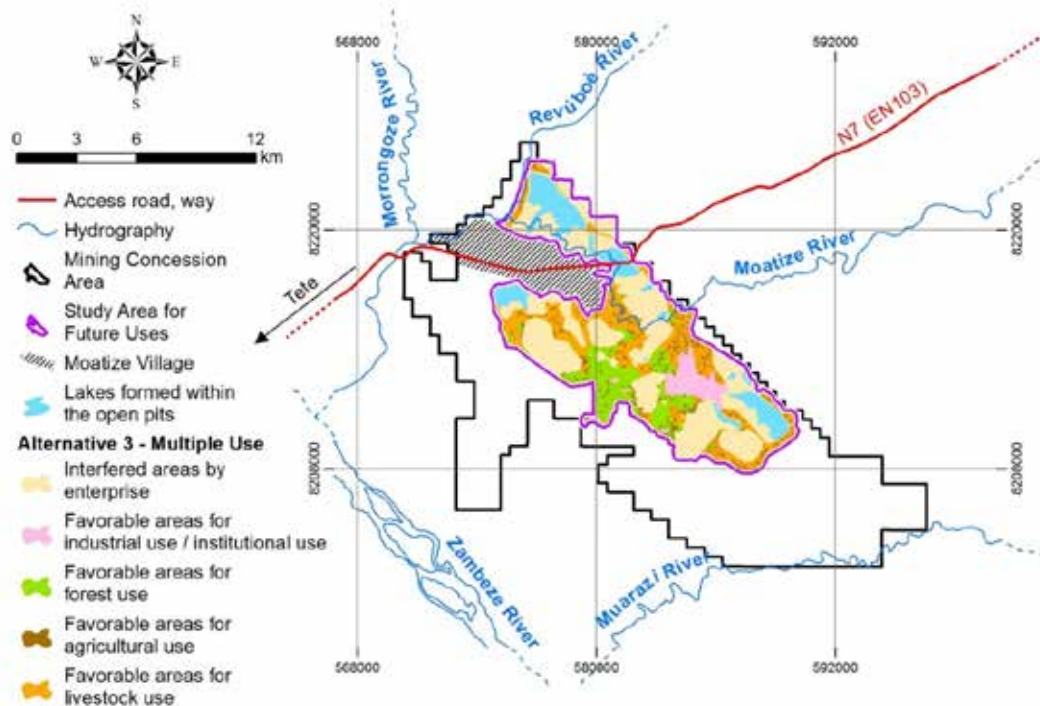 N
W E
S
0 3 6 12
km
Access road, way
Hydrography
Mining Concession
Area
Study Area for
Future Uses
Moatize Village
Lakes formed within
the open pits
Alternative 3 - Multiple Use
Interfered areas by
enterprise
Favorable areas for
industrial use / institutional use
Favorable areas for
forest use
Favorable areas for
agricultural use
Favorable areas for
livestock use
568000 580000 592000
Morrongoze River
Revúboè River
N7 (EN103)
8220000 8220000
Moatize River
Tete
8208000 8208000
Zambeze River
Muarazi River
568000 580000 592000